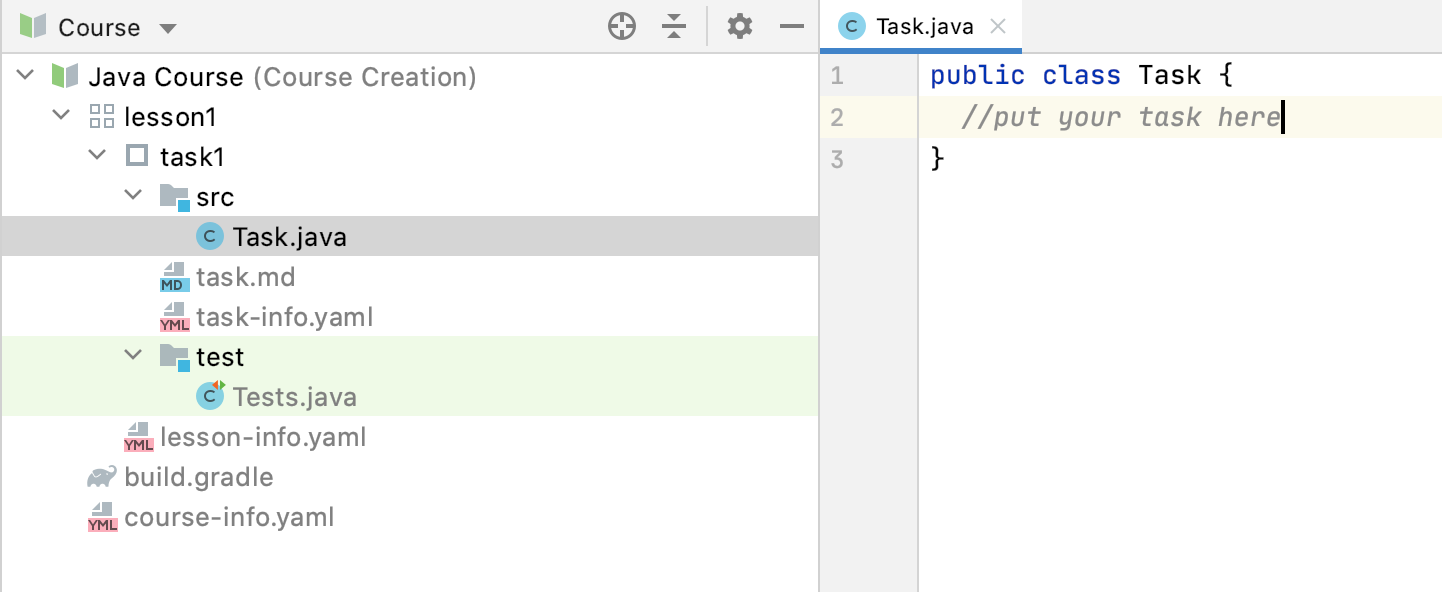 Course
Java Course (Course Creation)
lesson1
task1
src
C Task.java
MD task.md
YML task-info.yaml
test
C Tests.java
YML lesson-info.yaml
build.gradle
YML course-info.yaml
C Task.java
1 public class Task {
2 //put your task here
3 }